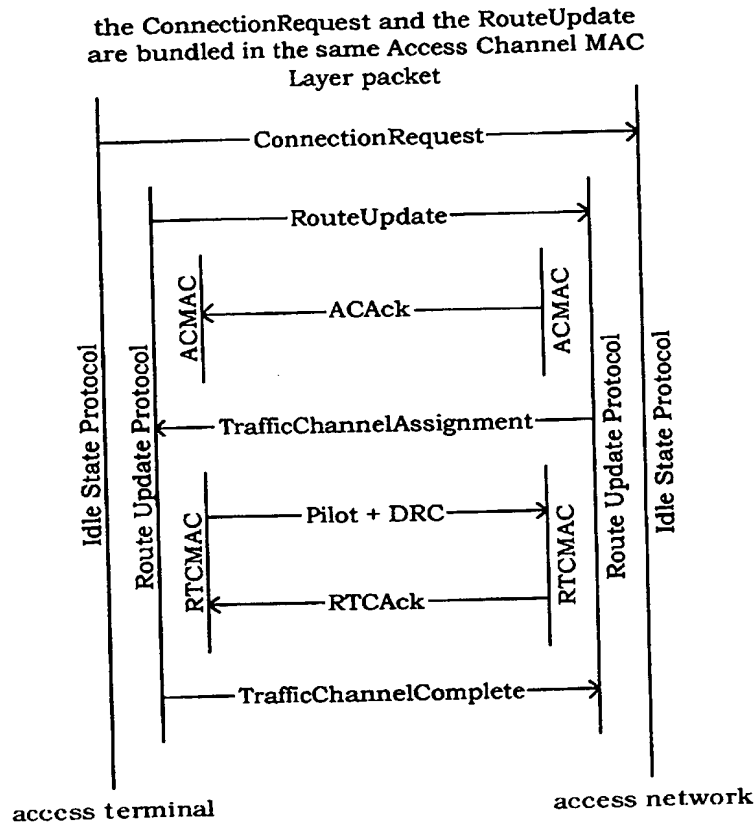 the ConnectionRequest and the RouteUpdate
are bundled in the same Access Channel MAC
Layer packet
ConnectionRequest
RouteUpdate
ACMAC
ACAck
ACMAC
Idle State Protocol
Route Update Protocol
TrafficChannelAssignment
Route Update Protocol
Idle State Protocol
RTCMAC
Pilot + DRC
RTCMAC
RTCAck
TrafficChannelComplete
access terminal
access network